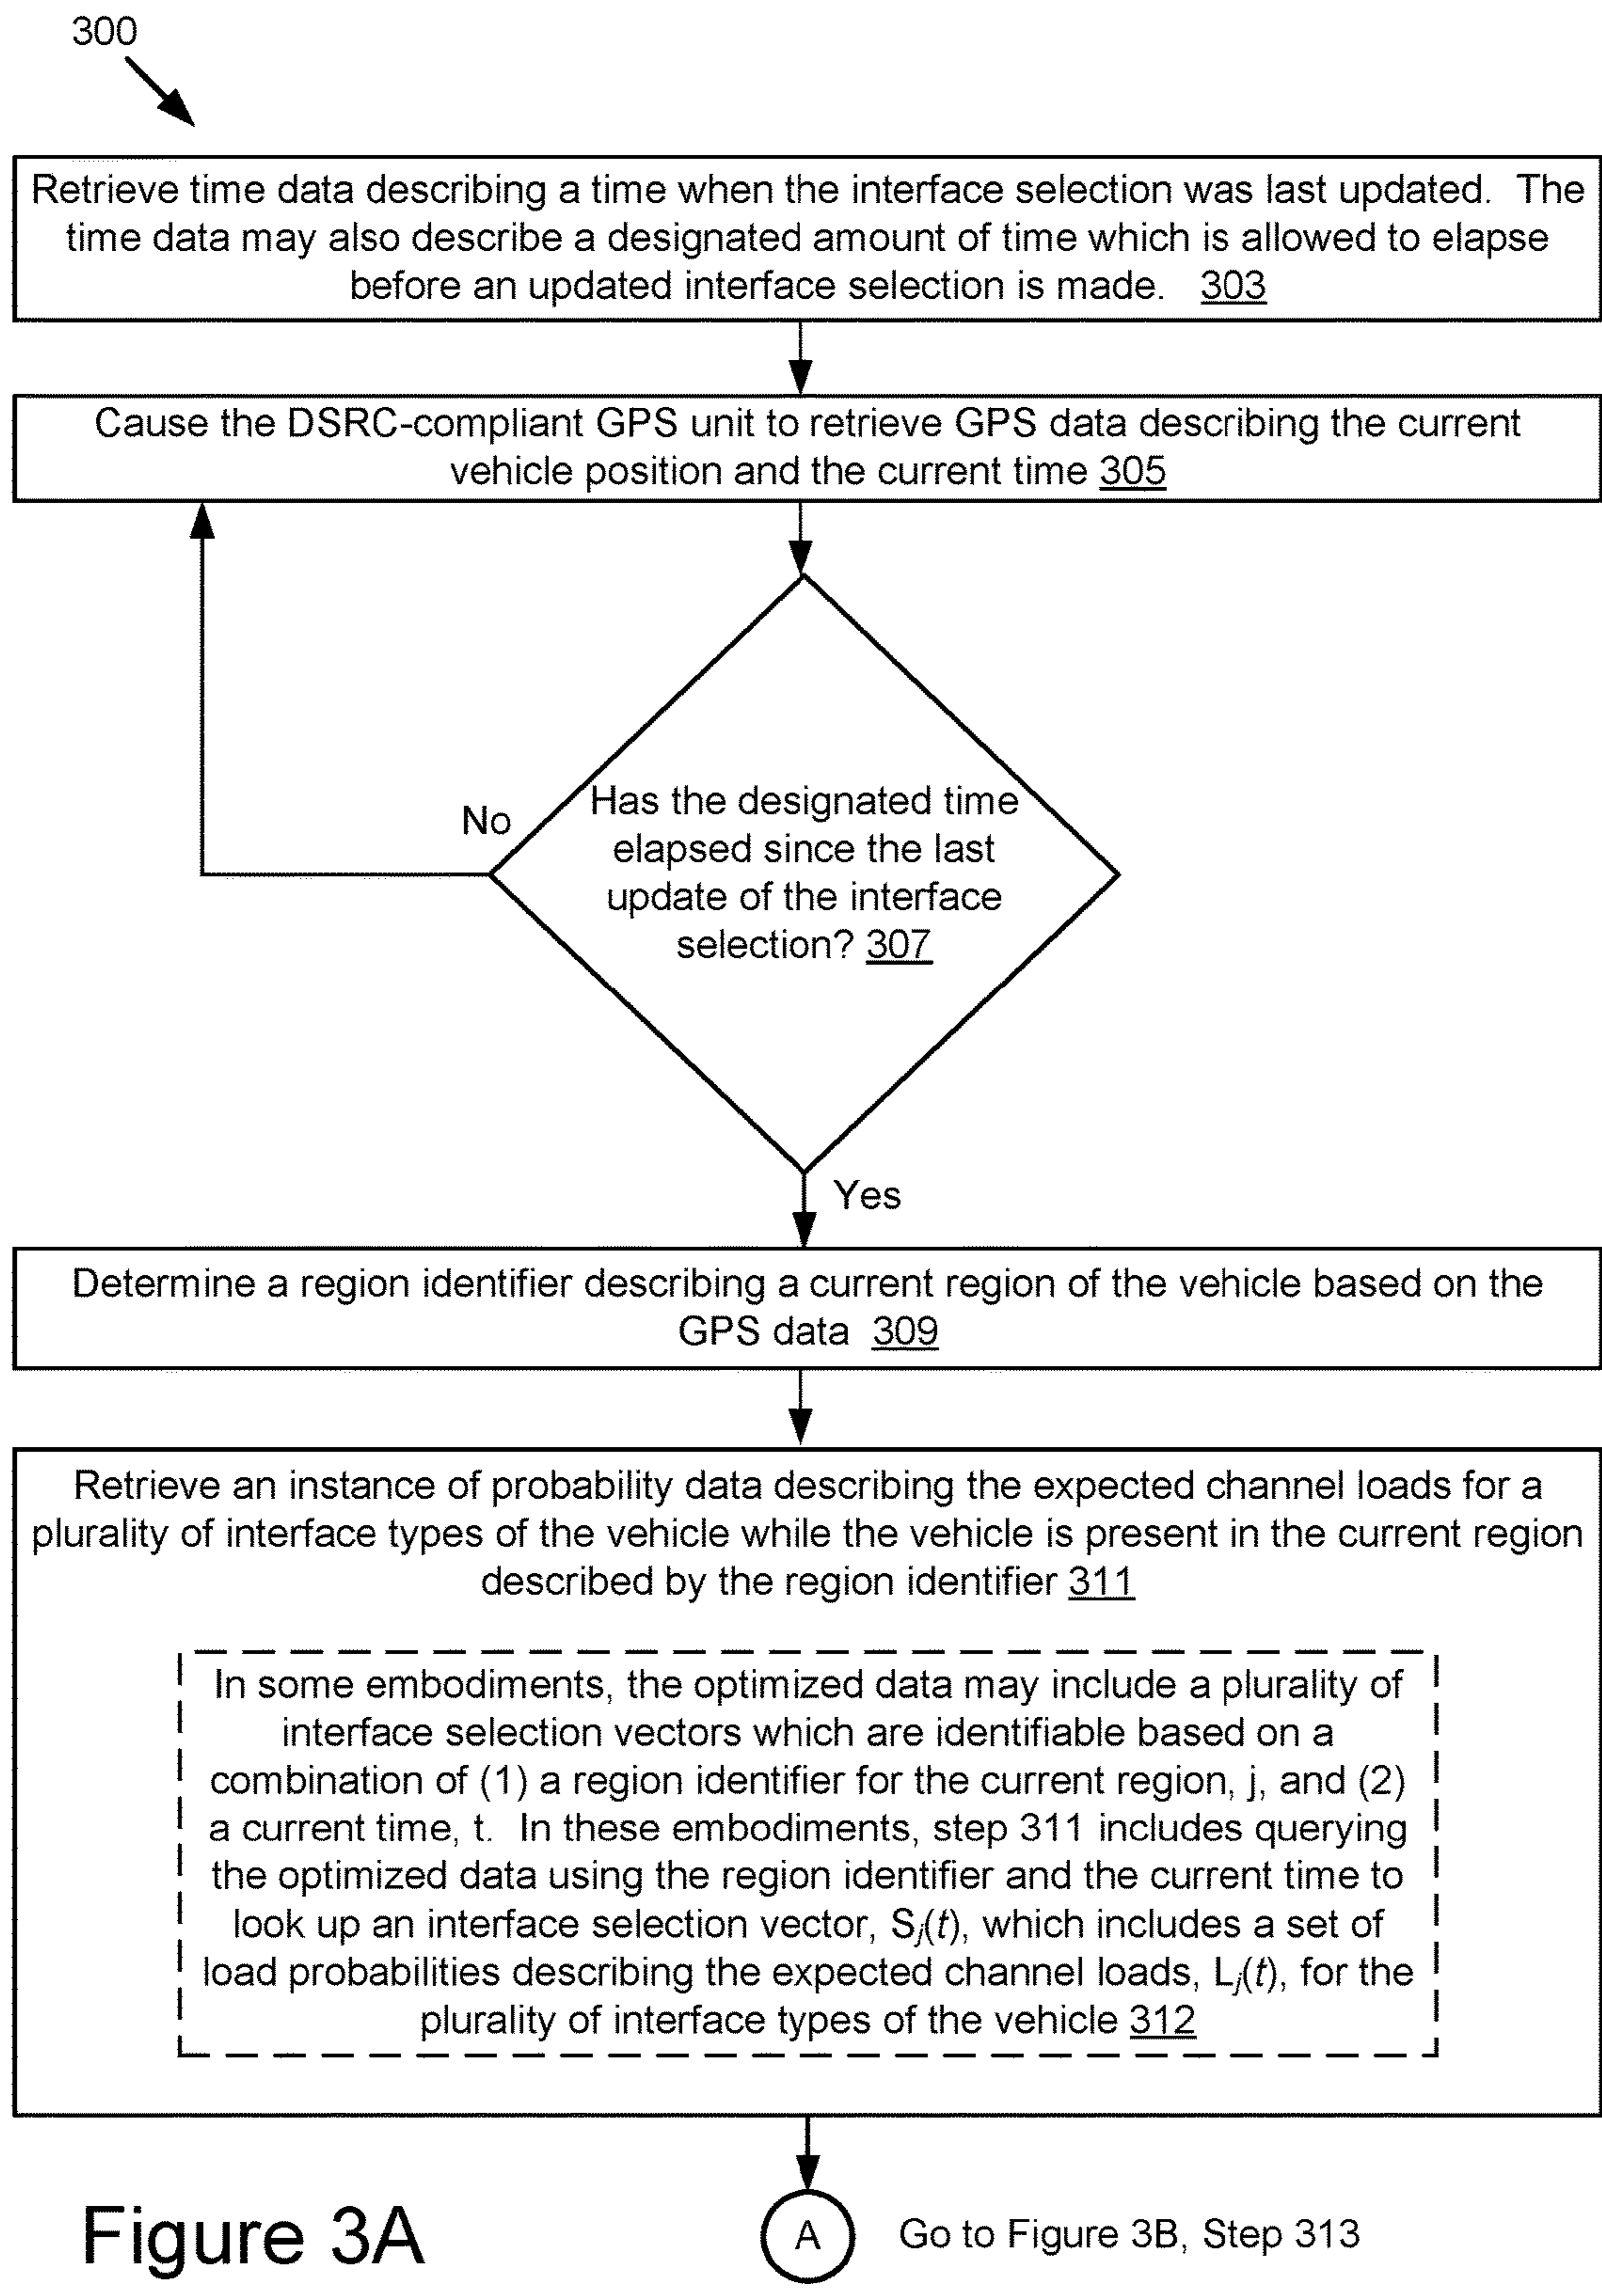 300
Retrieve time data describing a time when the interface selection was last updated. The
time data may also describe a designated amount of time which is allowed to elapse
before an updated interface selection is made. 303
Cause the DSRC-compliant GPS unit to retrieve GPS data describing the current
vehicle position and the current time 305
No
Has the designated time
elapsed since the last
update of the interface
selection? 307
Yes
Determine a region identifier describing a current region of the vehicle based on the
GPS data 309
Retrieve an instance of probability data describing the expected channel loads for a
plurality of interface types of the vehicle while the vehicle is present in the current region
described by the region identifier 311
In some embodiments, the optimized data may include a plurality of
interface selection vectors which are identifiable based on a
combination of (1) a region identifier for the current region, j, and (2)
a current time, t. In these embodiments, step 311 includes querying
the optimized data using the region identifier and the current time to
look up an interface selection vector, Sj(t), which includes a set of
load probabilities describing the expected channel loads, Lj(t), for the
plurality of interface types of the vehicle 312
Figure 3A
A
Go to Figure 3B, Step 313